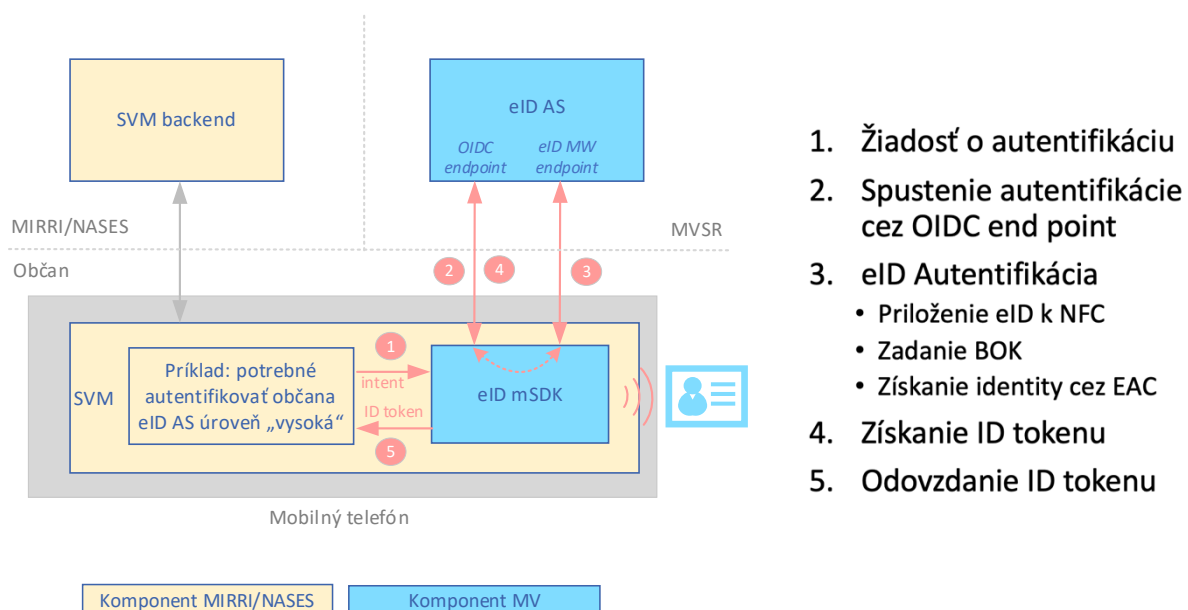 SVM backend
eID AS
OIDC
endpoint
eID MW
endpoint
MIRRI/NASES
MVSR
Občan
2
4
3
1
SVM
Príklad: potrebné
autentifikovať občana
eID AS úroveň „vysoká“
intent
ID token
eID mSDK
5
Mobilný telefón
Komponent MIRRI/NASES
Komponent MV
1. Žiadosť o autentifikáciu
2. Spustenie autentifikácie
cez OIDC end point
3. eID Autentifikácia
• Priloženie eID k NFC
• Zadanie BOK
• Získanie identity cez EAC
4. Získanie ID tokenu
5. Odovzdanie ID tokenu